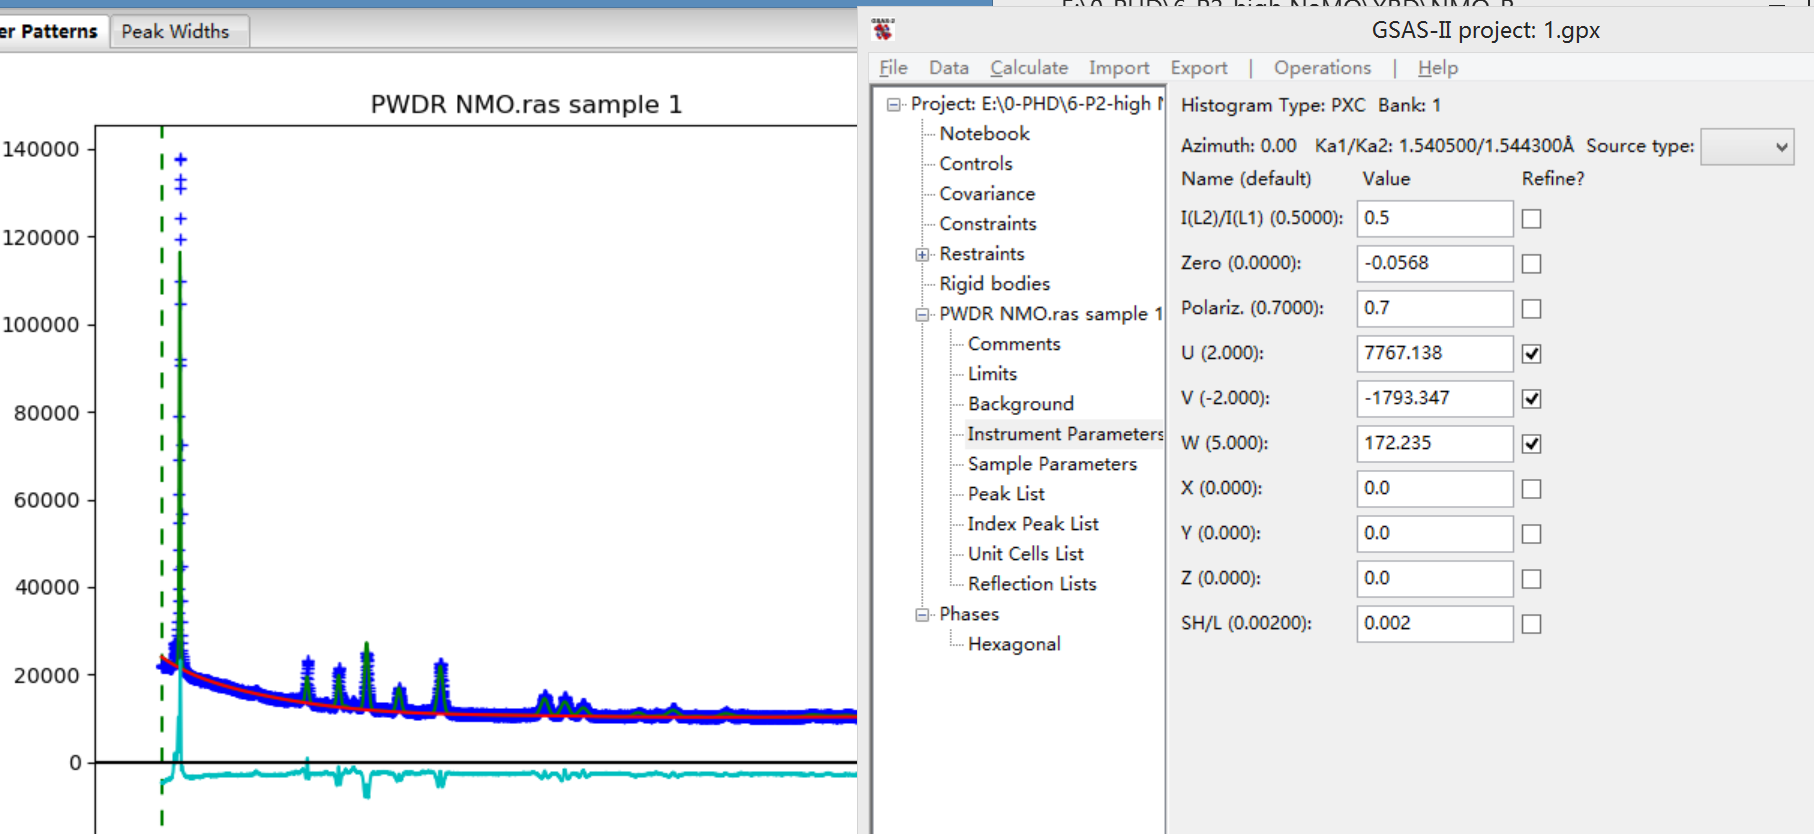 er Patterns
Peak Widths
PWDR NMO.ras sample 1
140000
120000
100000
80000
60000
40000
20000
0
GSAS-II project: 1.gpx
File Data Calculate Import Export | Operations | Help
Project: E:\0-PHD\6-P2-high
Notebook
Controls
Covariance
Constraints
Restraints
Rigid bodies
PWDR NMO.ras sample 1
Comments
Limits
Background
Instrument Parameters
Sample Parameters
Peak List
Index Peak List
Unit Cells List
Reflection Lists
Phases
Hexagonal
Histogram Type: PXC Bank: 1
Azimuth: 0.00 Ka1/Ka2: 1.540500/1.544300Å Source type:
Name (default) Value Refine?
I(L2)/I(L1) (0.5000): 0.5
Zero (0.0000): -0.0568
Polariz. (0.7000): 0.7
U (2.000): 7767.138
V (-2.000): -1793.347
W (5.000): 172.235
X (0.000): 0.0
Y (0.000): 0.0
Z (0.000): 0.0
SH/L (0.00200): 0.002